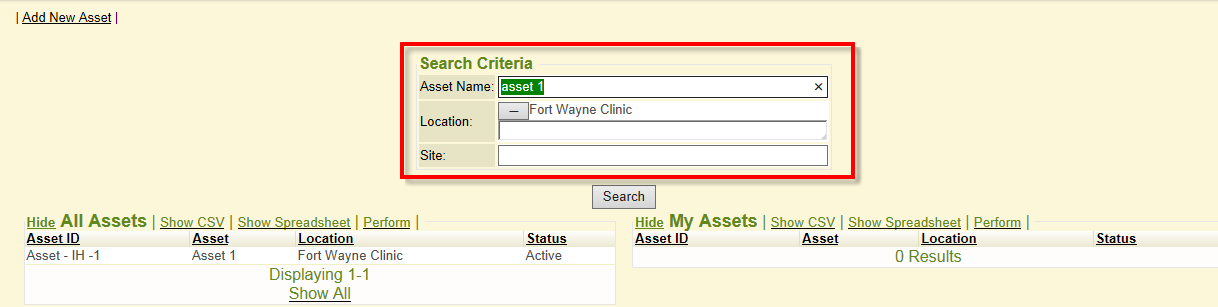 | Add New Asset |
Search Criteria
Asset Name: asset 1 ×
Location: — Fort Wayne Clinic
Site:
Search
Hide All Assets | Show CSV | Show Spreadsheet | Perform |
Asset ID Asset Location Status
Asset - IH -1 Asset 1 Fort Wayne Clinic Active
Displaying 1-1
Show All
Hide My Assets | Show CSV | Show Spreadsheet | Perform |
Asset ID Asset Location Status
0 Results